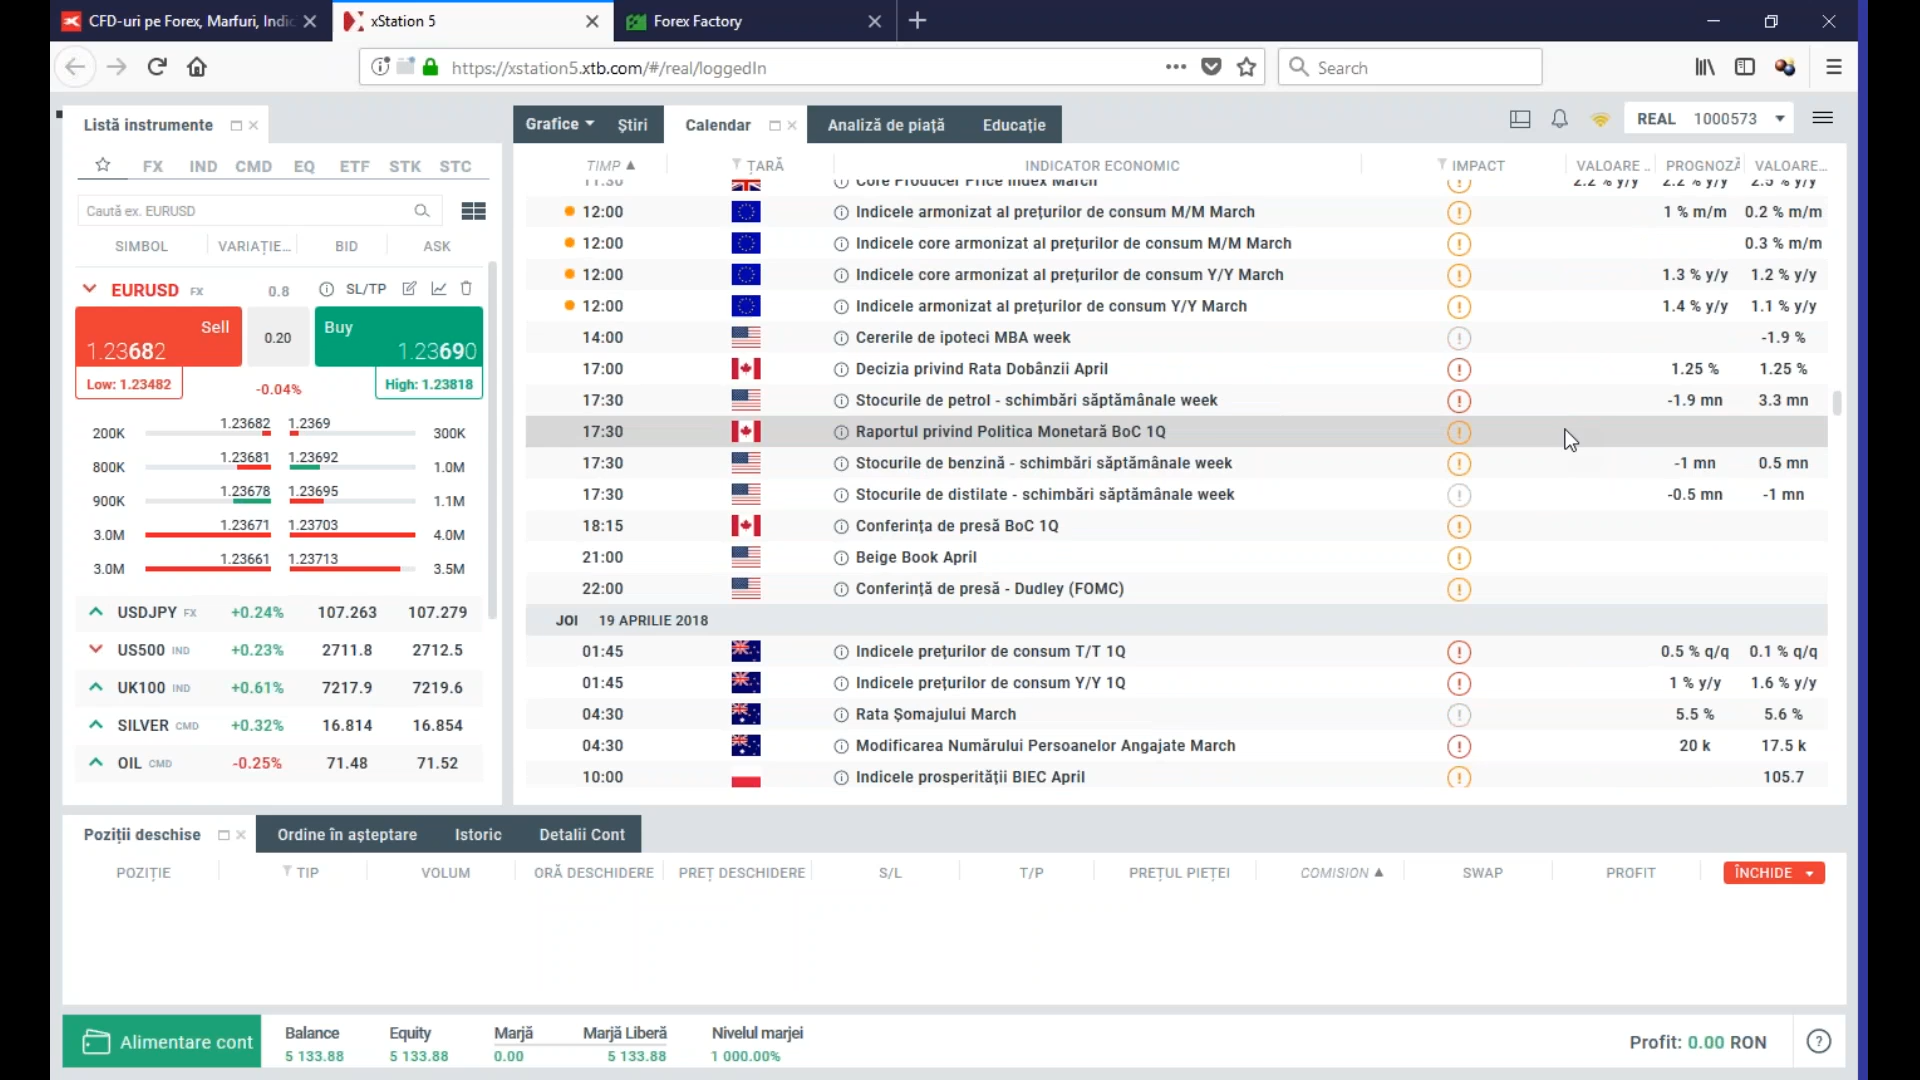 CFD-uri pe Forex, Marfuri, Indic
xStation 5
Forex Factory
https://xstation5.xtb.com/#/real/loggedIn
Search
Listă instrumente
Grafice
Știri
Calendar
Analiză de piață
Educație
REAL 1000573
FX IND CMD EQ ETF STK STC
Caută ex. EURUSD
SIMBOL VARIAȚIE... BID ASK
EURUSD FX 0.8 SL/TP
Sell 1.23682
0.20
Buy 1.23690
Low: 1.23482
-0.04%
High: 1.23818
200K 1.23682 1.2369 300K
800K 1.23681 1.23692 1.0M
900K 1.23678 1.23695 1.1M
3.0M 1.23671 1.23703 4.0M
3.0M 1.23661 1.23713 3.5M
USDJPY FX +0.24% 107.263 107.279
US500 IND +0.23% 2711.8 2712.5
UK100 IND +0.61% 7217.9 7219.6
SILVER CMD +0.32% 16.814 16.854
OIL CMD -0.25% 71.48 71.52
TIMP ȚARĂ INDICATOR ECONOMIC IMPACT VALOARE .. PROGNOZĂ VALOARE...
11:30 Core Producer Price Index March 2.2 % y/y 2.2 % y/y 2.5 % y/y
12:00 Indicele armonizat al prețurilor de consum M/M March 1 % m/m 0.2 % m/m
12:00 Indicele core armonizat al prețurilor de consum M/M March 0.3 % m/m
12:00 Indicele core armonizat al prețurilor de consum Y/Y March 1.3 % y/y 1.2 % y/y
12:00 Indicele armonizat al prețurilor de consum Y/Y March 1.4 % y/y 1.1 % y/y
14:00 Cererile de ipoteci MBA week -1.9 %
17:00 Decizia privind Rata Dobânzii April 1.25 % 1.25 %
17:30 Stocurile de petrol - schimbări săptămânale week -1.9 mn 3.3 mn
17:30 Raportul privind Politica Monetară BoC 1Q
17:30 Stocurile de benzină - schimbări săptămânale week -1 mn 0.5 mn
17:30 Stocurile de distilate - schimbări săptămânale week -0.5 mn -1 mn
18:15 Conferința de presă BoC 1Q
21:00 Beige Book April
22:00 Conferință de presă - Dudley (FOMC)
JOI 19 APRILIE 2018
01:45 Indicele prețurilor de consum T/T 1Q 0.5 % q/q 0.1 % q/q
01:45 Indicele prețurilor de consum Y/Y 1Q 1 % y/y 1.6 % y/y
04:30 Rata Șomajului March 5.5 % 5.6 %
04:30 Modificarea Numărului Persoanelor Angajate March 20 k 17.5 k
10:00 Indicele prosperității BIEC April 105.7
Poziții deschise
Ordine în așteptare
Istoric
Detalii Cont
POZIȚIE TIP VOLUM ORĂ DESCHIDERE PREȚ DESCHIDERE S/L T/P PREȚUL PIEȚEI COMISION SWAP PROFIT ÎNCHIDE
Alimentare cont
Balance Equity Marjă Marjă Liberă Nivelul marjei
5 133.88 5 133.88 0.00 5 133.88 1 000.00%
Profit: 0.00 RON